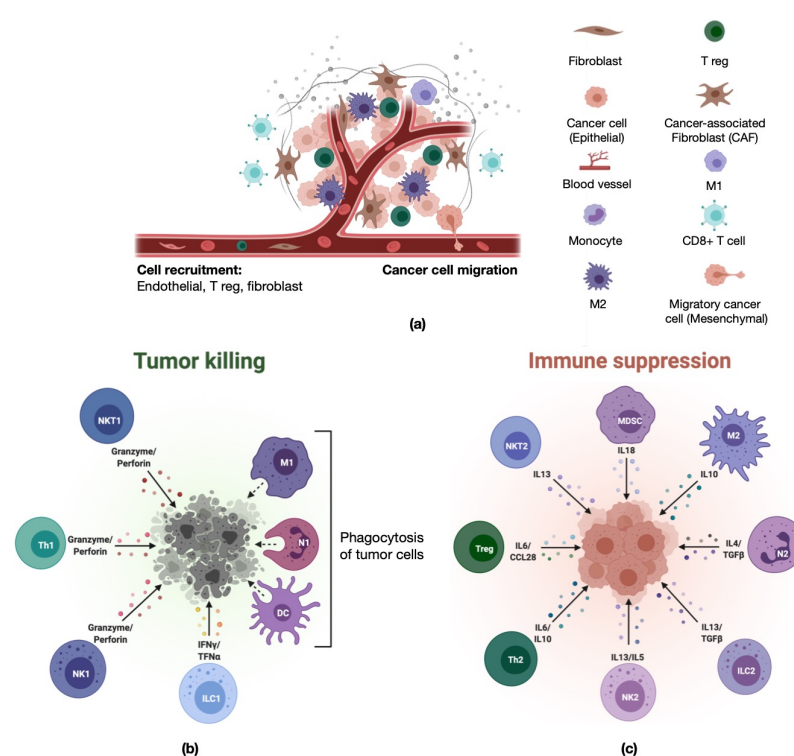 Fibroblast
T reg
Cancer cell
(Epithelial)
Cancer-associated
Fibroblast (CAF)
Blood vessel
M1
Monocyte
CD8+ T cell
M2
Migratory cancer
cell (Mesenchymal)
Cell recruitment:
Endothelial, T reg, fibroblast
Cancer cell migration
(a)
Tumor killing
NKT1
Granzyme/
Perforin
M1
Th1
Granzyme/
Perforin
N1
Phagocytosis
of tumor cells
DC
Granzyme/
Perforin
NK1
IFNγ/
TFNα
ILC1
(b)
Immune suppression
MDSC
IL18
NKT2
IL13
M2
IL10
Treg
IL6/
CCL28
IL4/
TGFβ
N2
IL6/
IL10
Th2
IL13/IL5
NK2
IL13/
TGFβ
ILC2
(c)